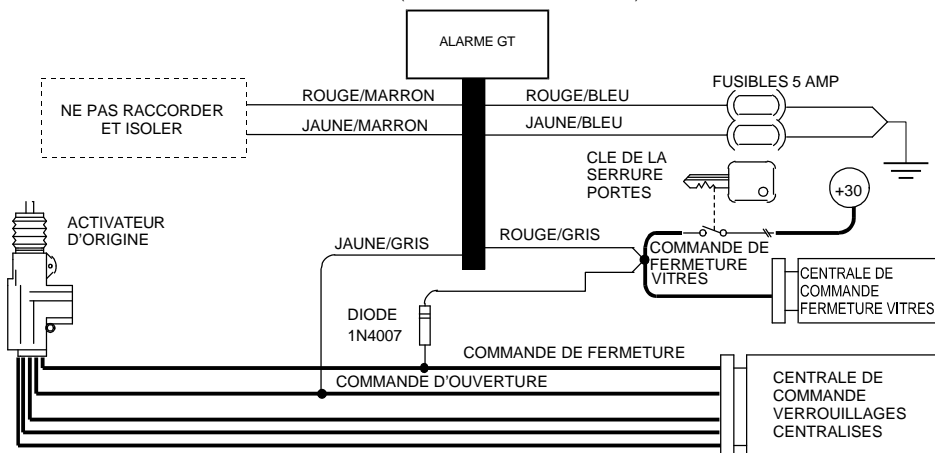 ALARME GT
NE PAS RACCORDER
ET ISOLER
ROUGE/MARRON
JAUNE/MARRON
ROUGE/BLEU
JAUNE/BLEU
FUSIBLES 5 AMP
CLE DE LA
SERRURE
PORTES
+30
ACTIVATEUR
D'ORIGINE
JAUNE/GRIS
ROUGE/GRIS
COMMANDE DE
FERMETURE
VITRES
CENTRALE DE
COMMANDE
FERMETURE VITRES
DIODE
1N4007
COMMANDE DE FERMETURE
COMMANDE D'OUVERTURE
CENTRALE DE
COMMANDE
VERROUILLAGES
CENTRALISES